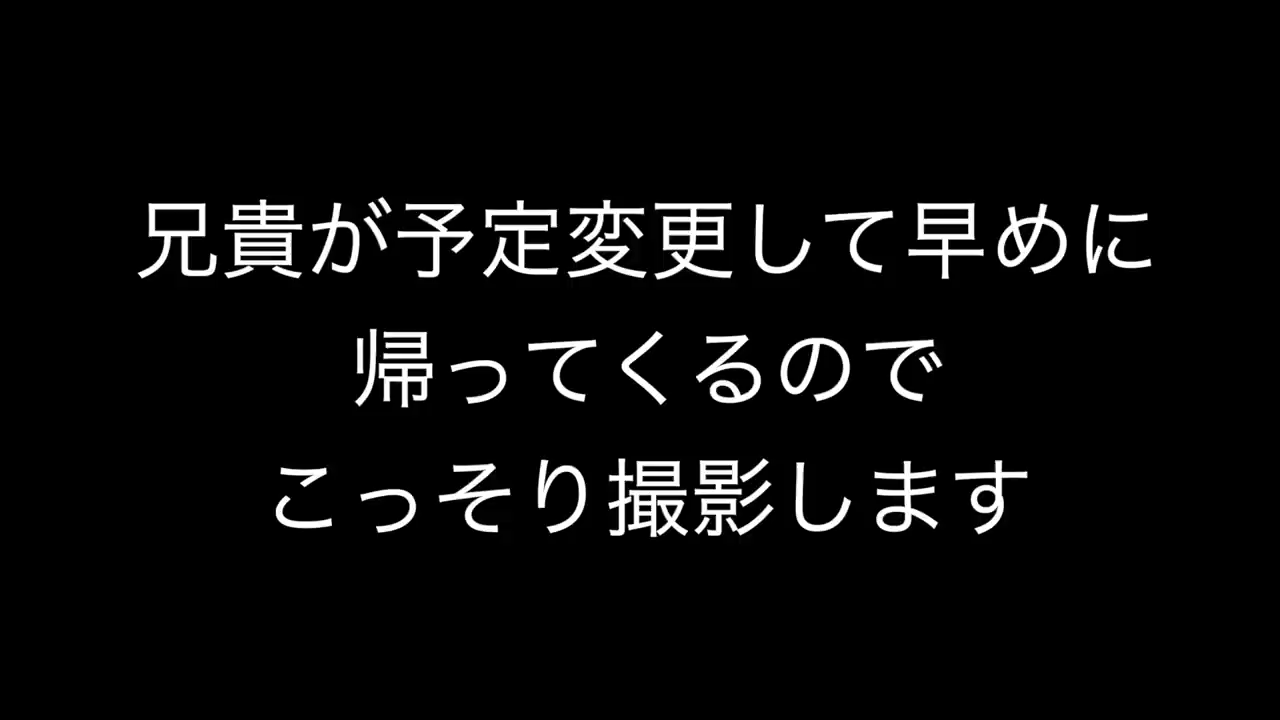 兄貴が予定変更して早めに
帰ってくるので
こっそり撮影します